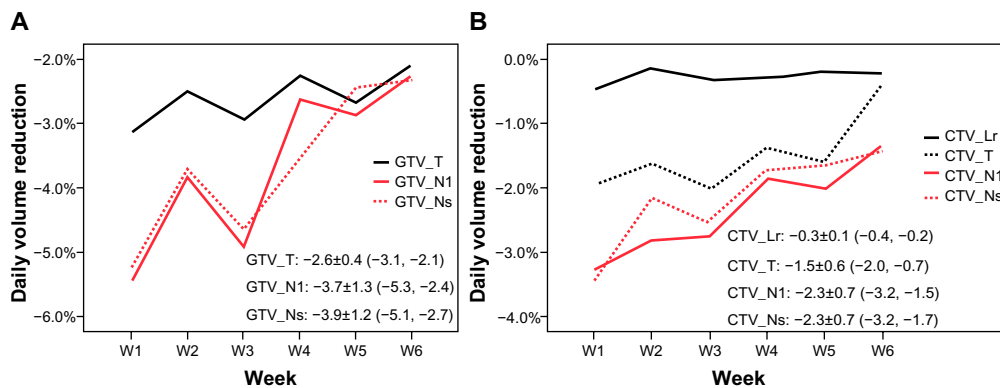 A
Daily volume reduction
−2.0%
−3.0%
−4.0%
−5.0%
−6.0%
GTV_T
GTV_N1
GTV_Ns
GTV_T: −2.6±0.4 (−3.1, −2.1)
GTV_N1: −3.7±1.3 (−5.3, −2.4)
GTV_Ns: −3.9±1.2 (−5.1, −2.7)
W1 W2 W3 W4 W5 W6
Week
B
Daily volume reduction
0.0%
−1.0%
−2.0%
−3.0%
−4.0%
CTV_Lr
CTV_T
CTV_N1
CTV_Ns
CTV_Lr: −0.3±0.1 (−0.4, −0.2)
CTV_T: −1.5±0.6 (−2.0, −0.7)
CTV_N1: −2.3±0.7 (−3.2, −1.5)
CTV_Ns: −2.3±0.7 (−3.2, −1.7)
W1 W2 W3 W4 W5 W6
Week